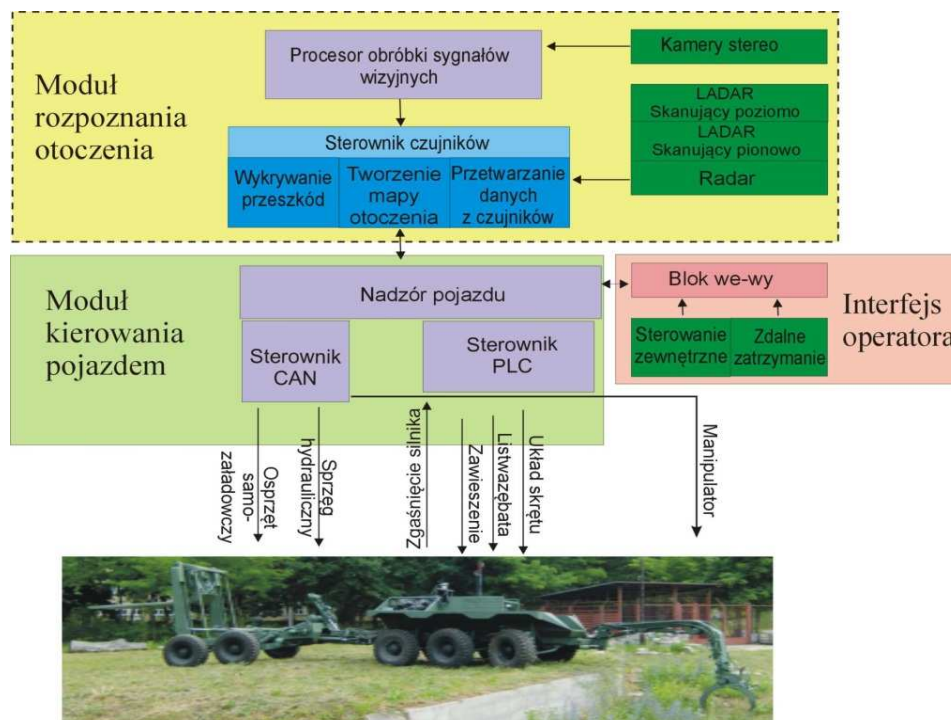 Moduł
rozpoznania
otoczenia
Procesor obróbki sygnałów
wizyjnych
Kamery stereo
LADAR
Skanujący poziomo
LADAR
Skanujący pionowo
Radar
Sterownik czujników
Wykrywanie
przeszkód
Tworzenie
mapy
otoczenia
Przetwarzanie
danych
z czujników
Moduł
kierowania
pojazdem
Nadzór pojazdu
Sterownik
CAN
Sterownik
PLC
Blok we-wy
Sterowanie
zewnętrzne
Zdalne
zatrzymanie
Interfejs
operatora
Osprzęt
samo-
załadowczy
Sprzęg
hydrauliczny
Zgaśnięcie silnika
Zawieszenie
Listwazębata
Układ skrętu
Manipulator